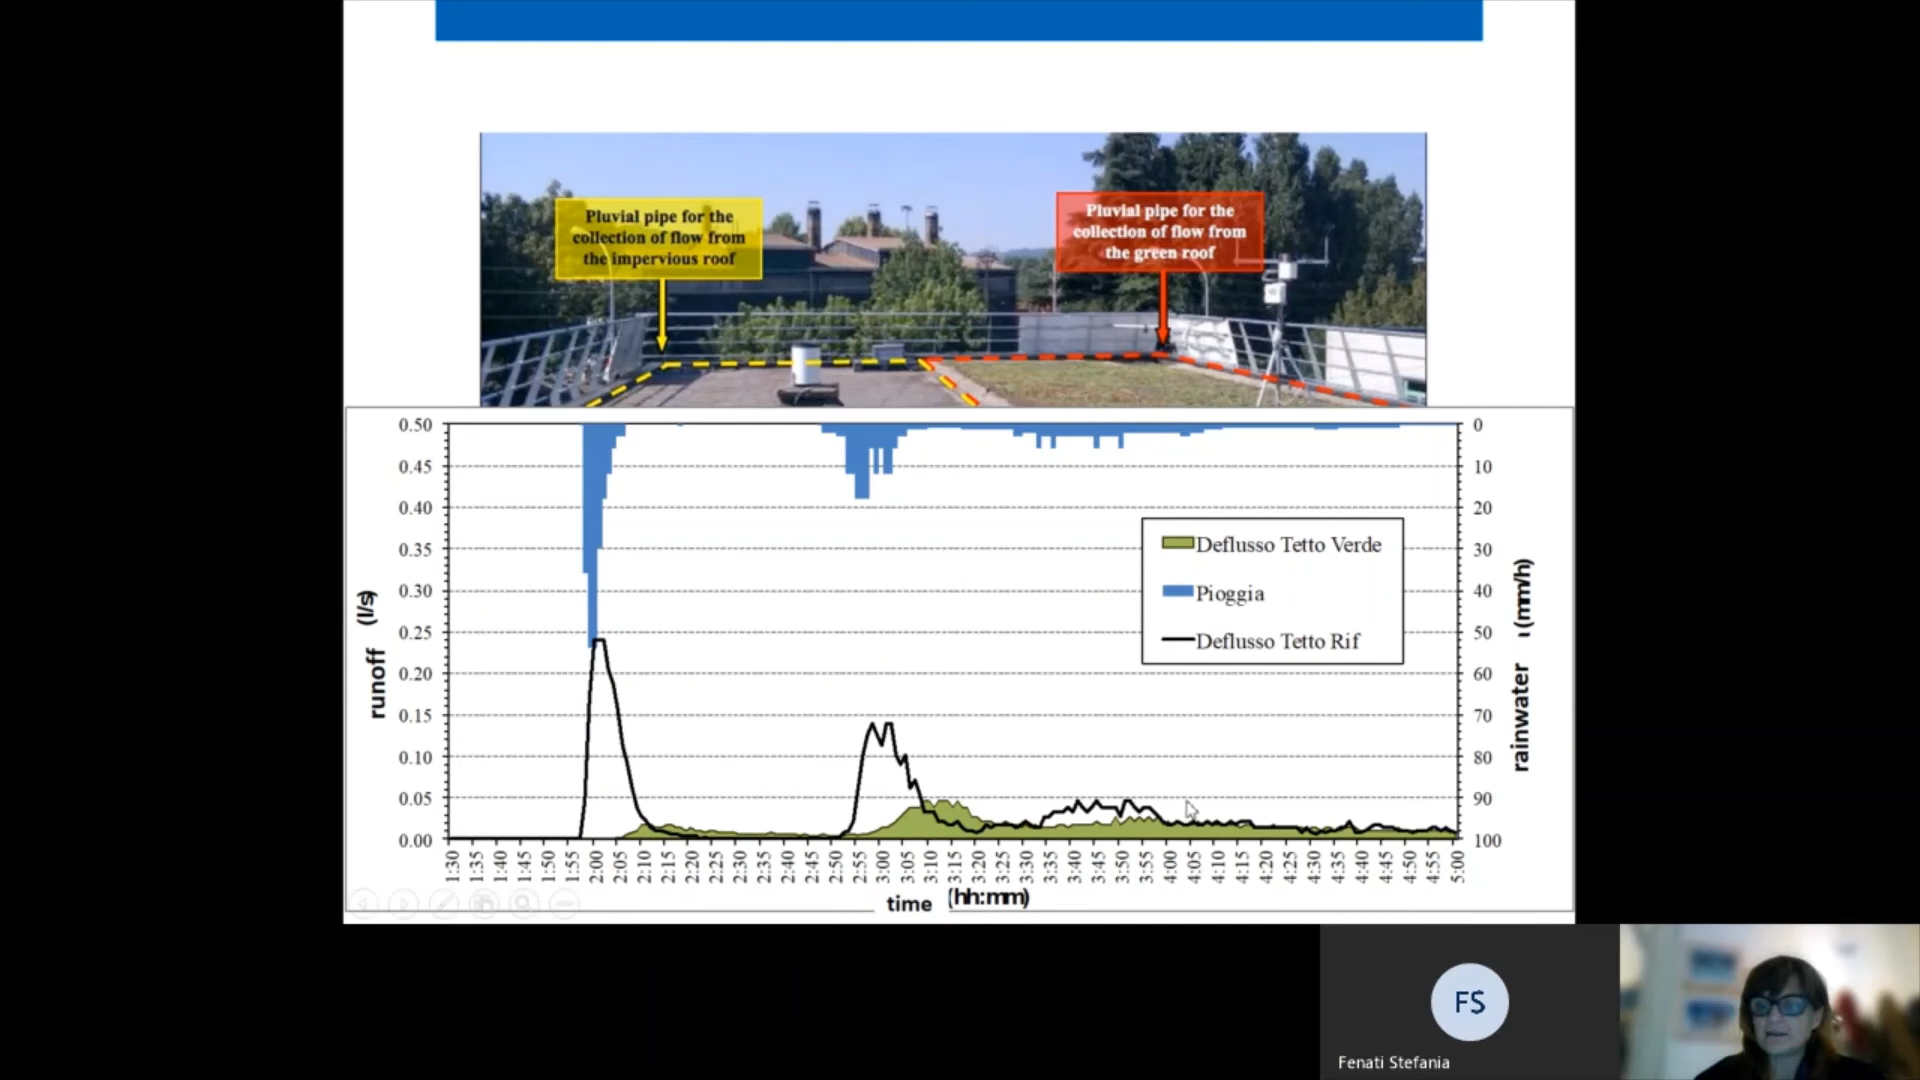 Pluvial pipe for the
collection of flow from
the impervious roof
Pluvial pipe for the
collection of flow from
the green roof
0.50
0.45
0.40
0.35
0.30
0.25
0.20
0.15
0.10
0.05
0.00
runoff (l/s)
0
10
20
30
40
50
60
70
80
90
100
rainwater (mm/h)
Deflusso Tetto Verde
Pioggia
Deflusso Tetto Rif
1:30 1:35 1:40 1:45 1:50 1:55 2:00 2:05 2:10 2:15 2:20 2:25 2:30 2:35 2:40 2:45 2:50 2:55 3:00 3:05 3:10 3:15 3:20 3:25 3:30 3:35 3:40 3:45 3:50 3:55 4:00 4:05 4:10 4:15 4:20 4:25 4:30 4:35 4:40 4:45 4:50 4:55 5:00
time (hh:mm)
FS
Fenati Stefania